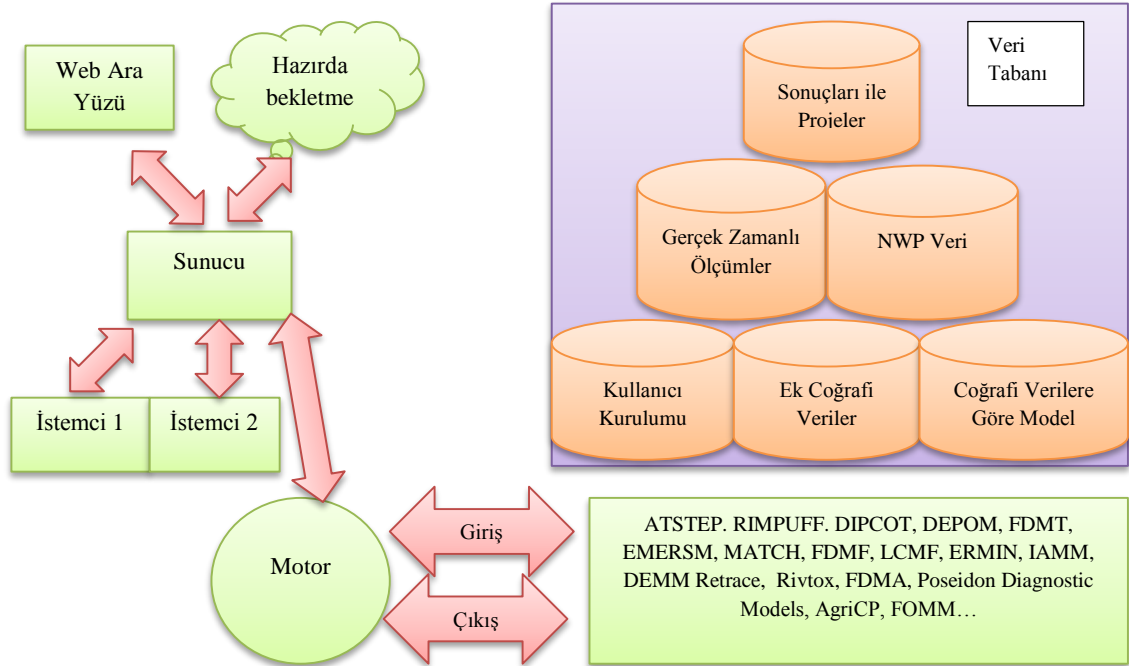 Web Ara
Yüzü
Hazırda
bekletme
Sunucu
İstemci 1
İstemci 2
Motor
Veri
Tabanı
Sonuçları ile
Projeler
Gerçek Zamanlı
Ölçümler
NWP Veri
Kullanıcı
Kurulumu
Ek Coğrafi
Veriler
Coğrafi Verilere
Göre Model
Giriş
Çıkış
ATSTEP. RIMPUFF. DIPCOT, DEPOM, FDMT,
EMERSM, MATCH, FDMF, LCMF, ERMIN, IAMM,
DEMM Retrace, Rivtox, FDMA, Poseidon Diagnostic
Models, AgriCP, FOMM…